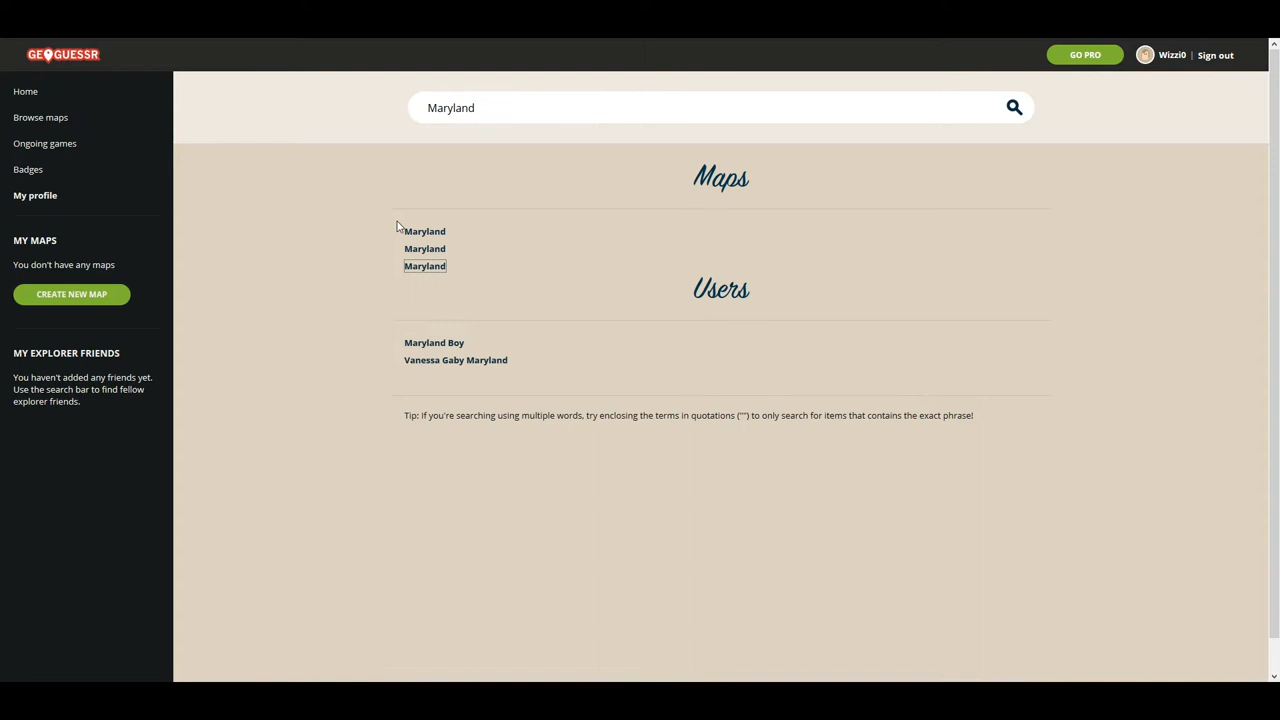 GEOGUESSR
GO PRO
Wizzi0 | Sign out
Home
Browse maps
Ongoing games
Badges
My profile
MY MAPS
You don't have any maps
CREATE NEW MAP
MY EXPLORER FRIENDS
You haven't added any friends yet.
Use the search bar to find fellow
explorer friends.
Maryland
Maps
Maryland
Maryland
Maryland
Users
Maryland Boy
Vanessa Gaby Maryland
Tip: If you're searching using multiple words, try enclosing the terms in quotations ("") to only search for items that contains the exact phrase!